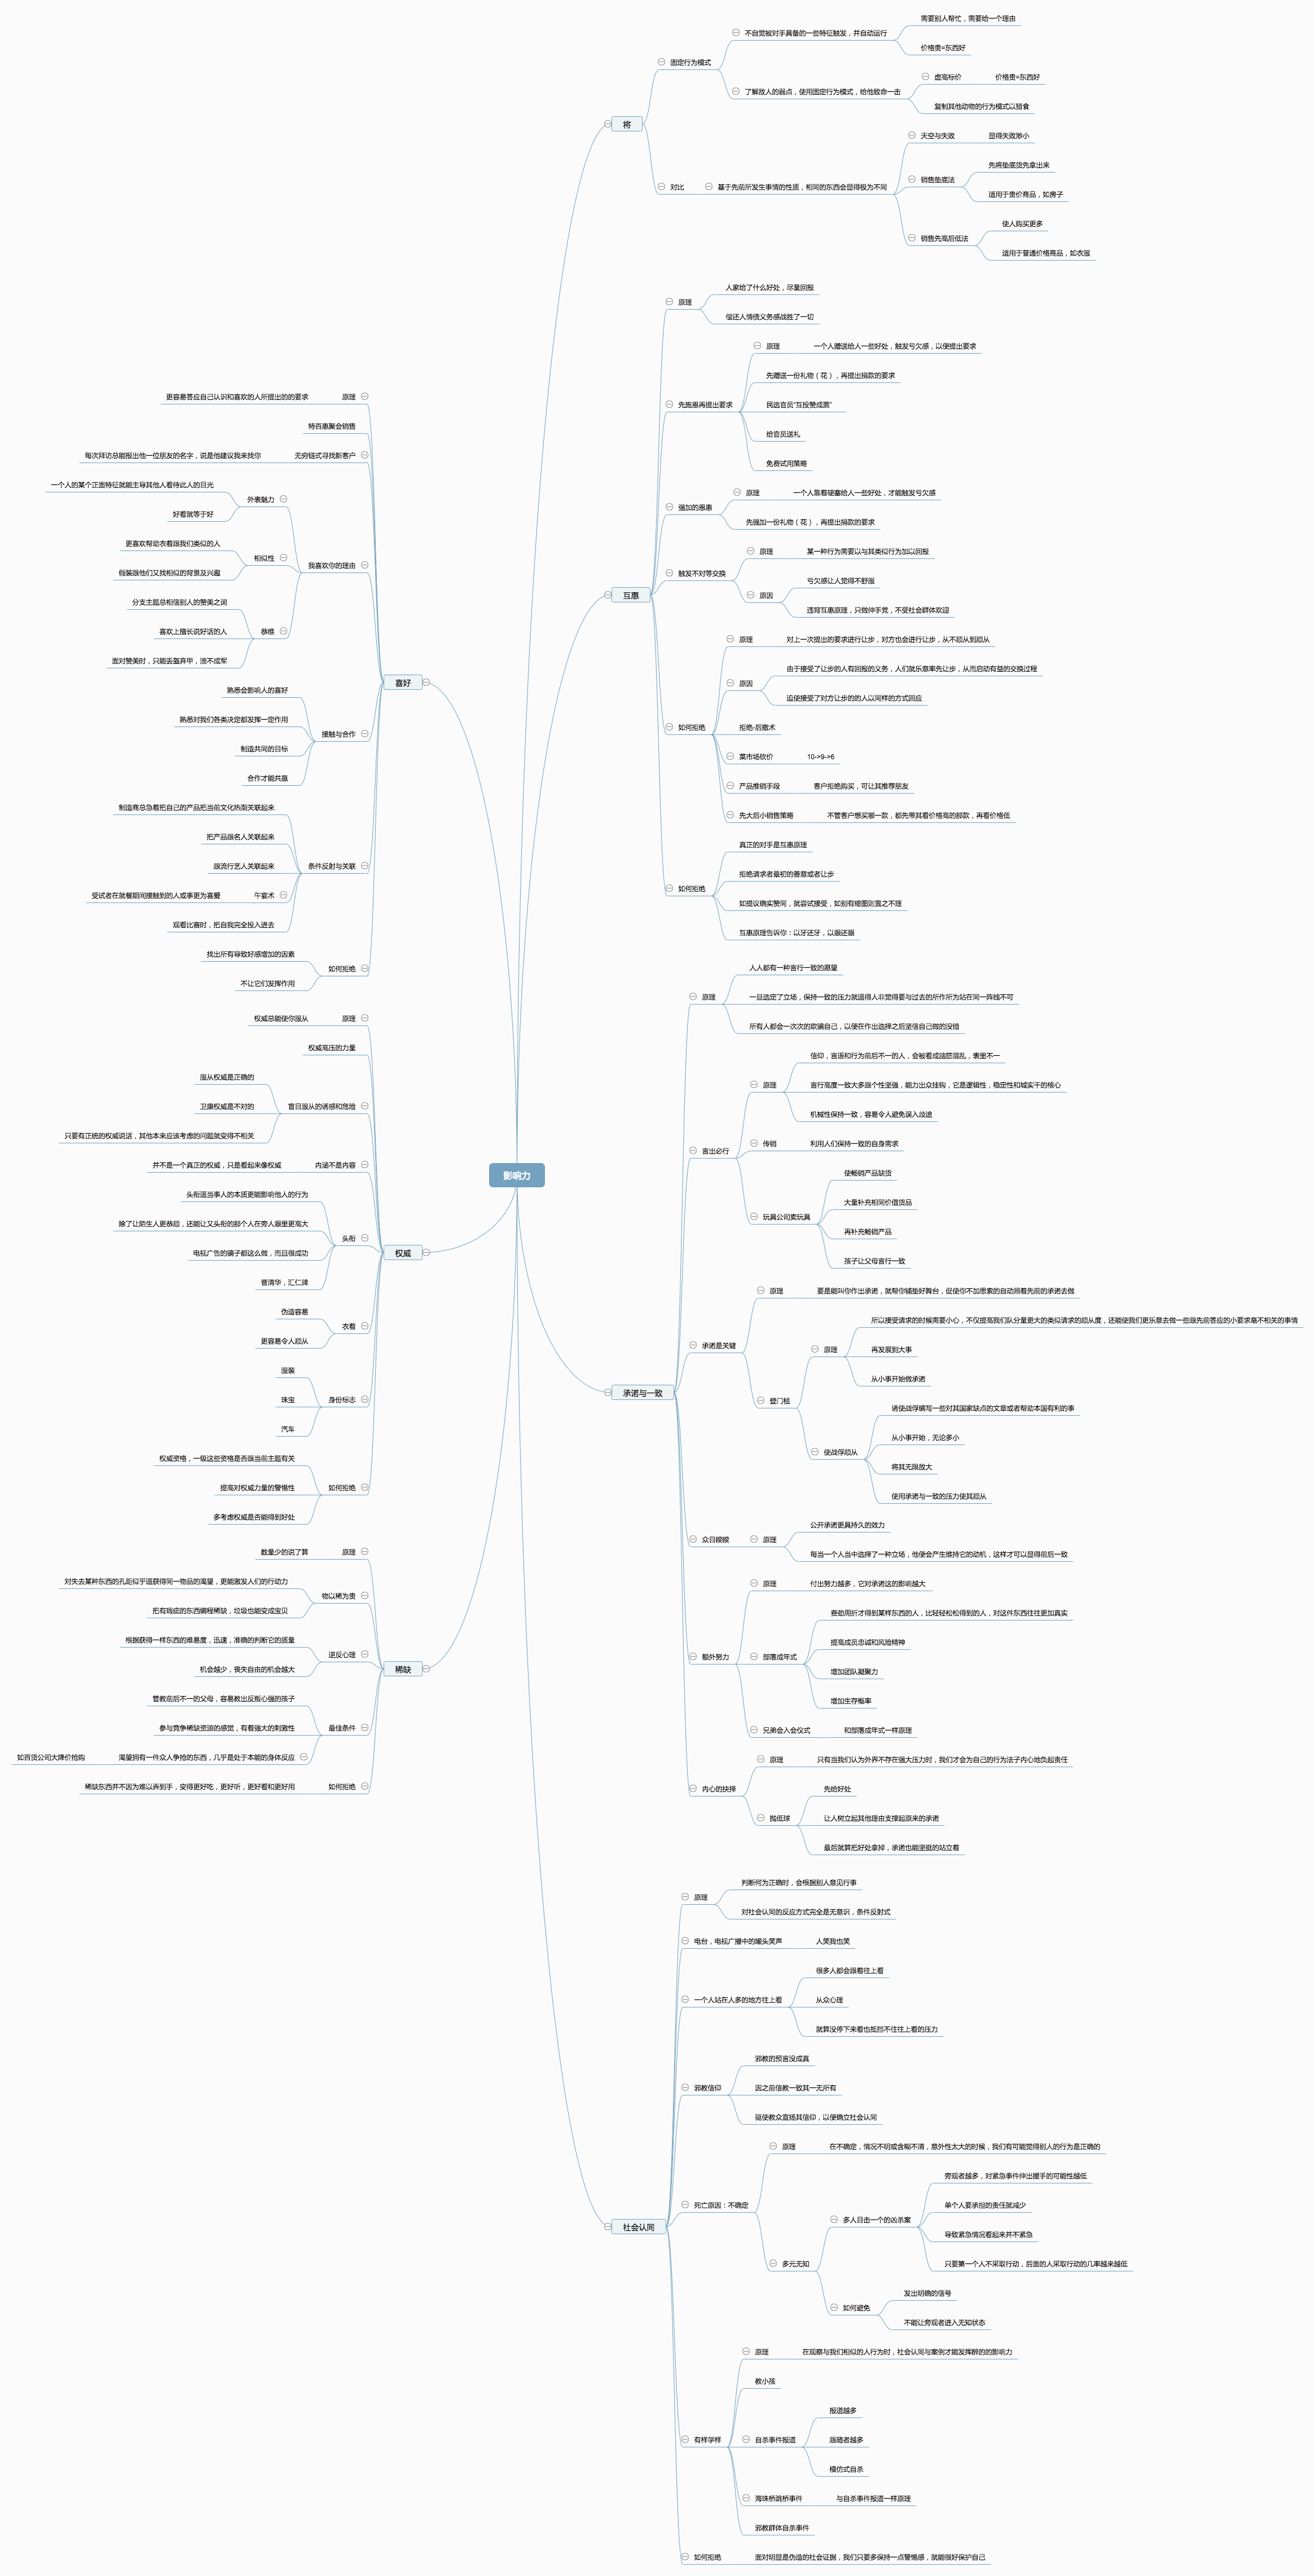 影响力
将
固定行为模式
不自觉被对手具备的一些特征触发，并自动运行
需要别人帮忙，需要给一个理由
价格贵=东西好
了解敌人的弱点，使用固定行为模式，给他致命一击
虚高标价
价格贵=东西好
复制其他动物的行为模式以猎食
对比
基于先前所发生事情的性质，相同的东西会显得极为不同
天空与失败
显得失败渺小
销售垫底法
先将垫底货先拿出来
适用于贵价商品，如房子
销售先高后低法
使人购买更多
适用于普通价格商品，如衣服
互惠
原理
人家给了什么好处，尽量回报
偿还人情债义务感战胜了一切
先施恩再提出要求
原理
一个人赠送给人一些好处，触发亏欠感，以便提出要求
先赠送一份礼物（花），再提出捐款的要求
民选官员“互投赞成票”
给官员送礼
免费试用策略
强加的恩惠
原理
一个人靠着硬塞给人一些好处，才能触发亏欠感
先强加一份礼物（花），再提出捐款的要求
触发不对等交换
原理
某一种行为需要以与其类似行为加以回报
原因
亏欠感让人觉得不舒服
违背互惠原理，只做伸手党，不受社会群体欢迎
如何拒绝
原理
对上一次提出的要求进行让步，对方也会进行让步，从不顺从到顺从
原因
由于接受了让步的人有回报的义务，人们就乐意率先让步，从而启动有益的交换过程
迫使接受了对方让步的的人以同样的方式回应
拒绝-后撤术
菜市场砍价
10->9->6
产品推销手段
客户拒绝购买，可让其推荐朋友
先大后小销售策略
不管客户想买哪一款，都先带其看价格高的那款，再看价格低
如何拒绝
真正的对手是互惠原理
拒绝请求者最初的善意或者让步
如提议确实赞同，就尝试接受，如别有缩图则置之不理
互惠原理告诉你：以牙还牙，以眼还眼
承诺与一致
原理
人人都有一种言行一致的愿望
一旦选定了立场，保持一致的压力就逼得人非觉得要与过去的所作所为站在同一阵线不可
所有人都会一次次的欺骗自己，以便在作出选择之后坚信自己做的没错
言出必行
原理
信仰，言语和行为前后不一的人，会被看成脑筋混乱，表里不一
言行高度一致大多跟个性坚强，能力出众挂钩，它是逻辑性，稳定性和城实干的核心
机械性保持一致，容易令人避免误入歧途
传销
利用人们保持一致的自身需求
玩具公司卖玩具
使畅销产品缺货
大量补充相同价值货品
再补充畅销产品
孩子让父母言行一致
承诺是关键
原理
要是能叫你作出承诺，就帮你铺垫好舞台，促使你不加思索的自动照着先前的承诺去做
登门槛
原理
所以接受请求的时候需要小心，不仅提高我们队分量更大的类似请求的顺从度，还能使我们更乐意去做一些跟先前答应的小要求毫不相关的事情
再发展到大事
从小事开始做承诺
使战俘顺从
请使战俘编写一些对其国家缺点的文章或者帮助本国有利的事
从小事开始，无论多小
将其无限放大
使用承诺与一致的压力使其顺从
众目睽睽
原理
公开承诺更具持久的效力
每当一个人当中选择了一种立场，他便会产生维持它的动机，这样才可以显得前后一致
额外努力
原理
付出努力越多，它对承诺这的影响越大
部落成年式
费劲周折才得到某样东西的人，比轻轻松松得到的人，对这件东西往往更加真实
提高成员忠诚和风险精神
增加团队凝聚力
增加生存概率
兄弟会入会仪式
和部落成年式一样原理
内心的抉择
原理
只有当我们认为外界不存在强大压力时，我们才会为自己的行为法子内心地负起责任
抛低球
先给好处
让人树立起其他理由支撑起原来的承诺
最后就算把好处拿掉，承诺也能坚挺的站立着
社会认同
原理
判断何为正确时，会根据别人意见行事
对社会认同的反应方式完全是无意识，条件反射式
电台，电视广播中的罐头笑声
人笑我也笑
一个人站在人多的地方往上看
很多人都会跟着往上看
从众心理
就算没停下来看也抵挡不住往上看的压力
邪教信仰
邪教的预言没成真
因之前信教一致其一无所有
驱使教众宣扬其信仰，以便确立社会认同
死亡原因：不确定
原理
在不确定，情况不明或含糊不清，意外性太大的时候，我们有可能觉得别人的行为是正确的
多元无知
多人目击一个的凶杀案
旁观者越多，对紧急事件伸出援手的可能性越低
单个人要承担的责任就减少
导致紧急情况看起来并不紧急
只要第一个人不采取行动，后面的人采取行动的几率越来越低
如何避免
发出明确的信号
不能让旁观者进入无知状态
有样学样
原理
在观察与我们相似的人行为时，社会认同与案例才能发挥醉的的影响力
教小孩
自杀事件报道
报道越多
跟随者越多
模仿式自杀
海珠桥跳桥事件
与自杀事件报道一样原理
邪教群体自杀事件
如何拒绝
面对明显是伪造的社会证据，我们只要多保持一点警惕感，就能很好保护自己
喜好
原理
更容易答应自己认识和喜欢的人所提出的的要求
特百惠聚会销售
无穷链式寻找新客户
每次拜访总能报出他一位朋友的名字，说是他建议我来找你
我喜欢你的理由
外表魅力
一个人的某个正面特征就能主导其他人看待此人的目光
好看就等于好
相似性
更喜欢帮助衣着跟我们类似的人
假装跟他们又找相似的背景及兴趣
恭维
分支主题总相信别人的赞美之词
喜欢上擅长说好话的人
面对赞美时，只能丢盔弃甲，溃不成军
接触与合作
熟悉会影响人的喜好
熟悉对我们各类决定都发挥一定作用
制造共同的目标
合作才能共赢
条件反射与关联
制造商总急着把自己的产品把当前文化热潮关联起来
把产品跟名人关联起来
跟流行艺人关联起来
午宴术
受试者在就餐期间接触到的人或事更为喜爱
观看比赛时，把自我完全投入进去
如何拒绝
找出所有导致好感增加的因素
不让它们发挥作用
权威
原理
权威总能使你服从
权威高压的力量
盲目服从的诱惑和危险
服从权威是正确的
卫康权威是不对的
只要有正统的权威说话，其他本来应该考虑的问题就变得不相关
内涵不是内容
并不是一个真正的权威，只是看起来像权威
头衔
头衔逼当事人的本质更能影响他人的行为
除了让陌生人更恭顺，还能让又头衔的那个人在旁人眼里更高大
电视广告的骗子都这么做，而且很成功
曹清华，汇仁牌
衣着
伪造容易
更容易令人顺从
身份标志
服装
珠宝
汽车
如何拒绝
权威资格，一级这些资格是否跟当前主题有关
提高对权威力量的警惕性
多考虑权威是否能得到好处
稀缺
原理
数量少的说了算
物以稀为贵
对失去某种东西的孔距似乎逼获得同一物品的渴望，更能激发人们的行动力
把有瑕疵的东西编程稀缺，垃圾也能变成宝贝
逆反心理
根据获得一样东西的难易度，迅速，准确的判断它的质量
机会越少，丧失自由的机会越大
最佳条件
管教前后不一的父母，容易教出反叛心强的孩子
参与竞争稀缺资源的感觉，有着强大的刺激性
渴望拥有一件众人争抢的东西，几乎是处于本能的身体反应
如百货公司大降价抢购
如何拒绝
稀缺东西并不因为难以弄到手，变得更好吃，更好听，更好看和更好用